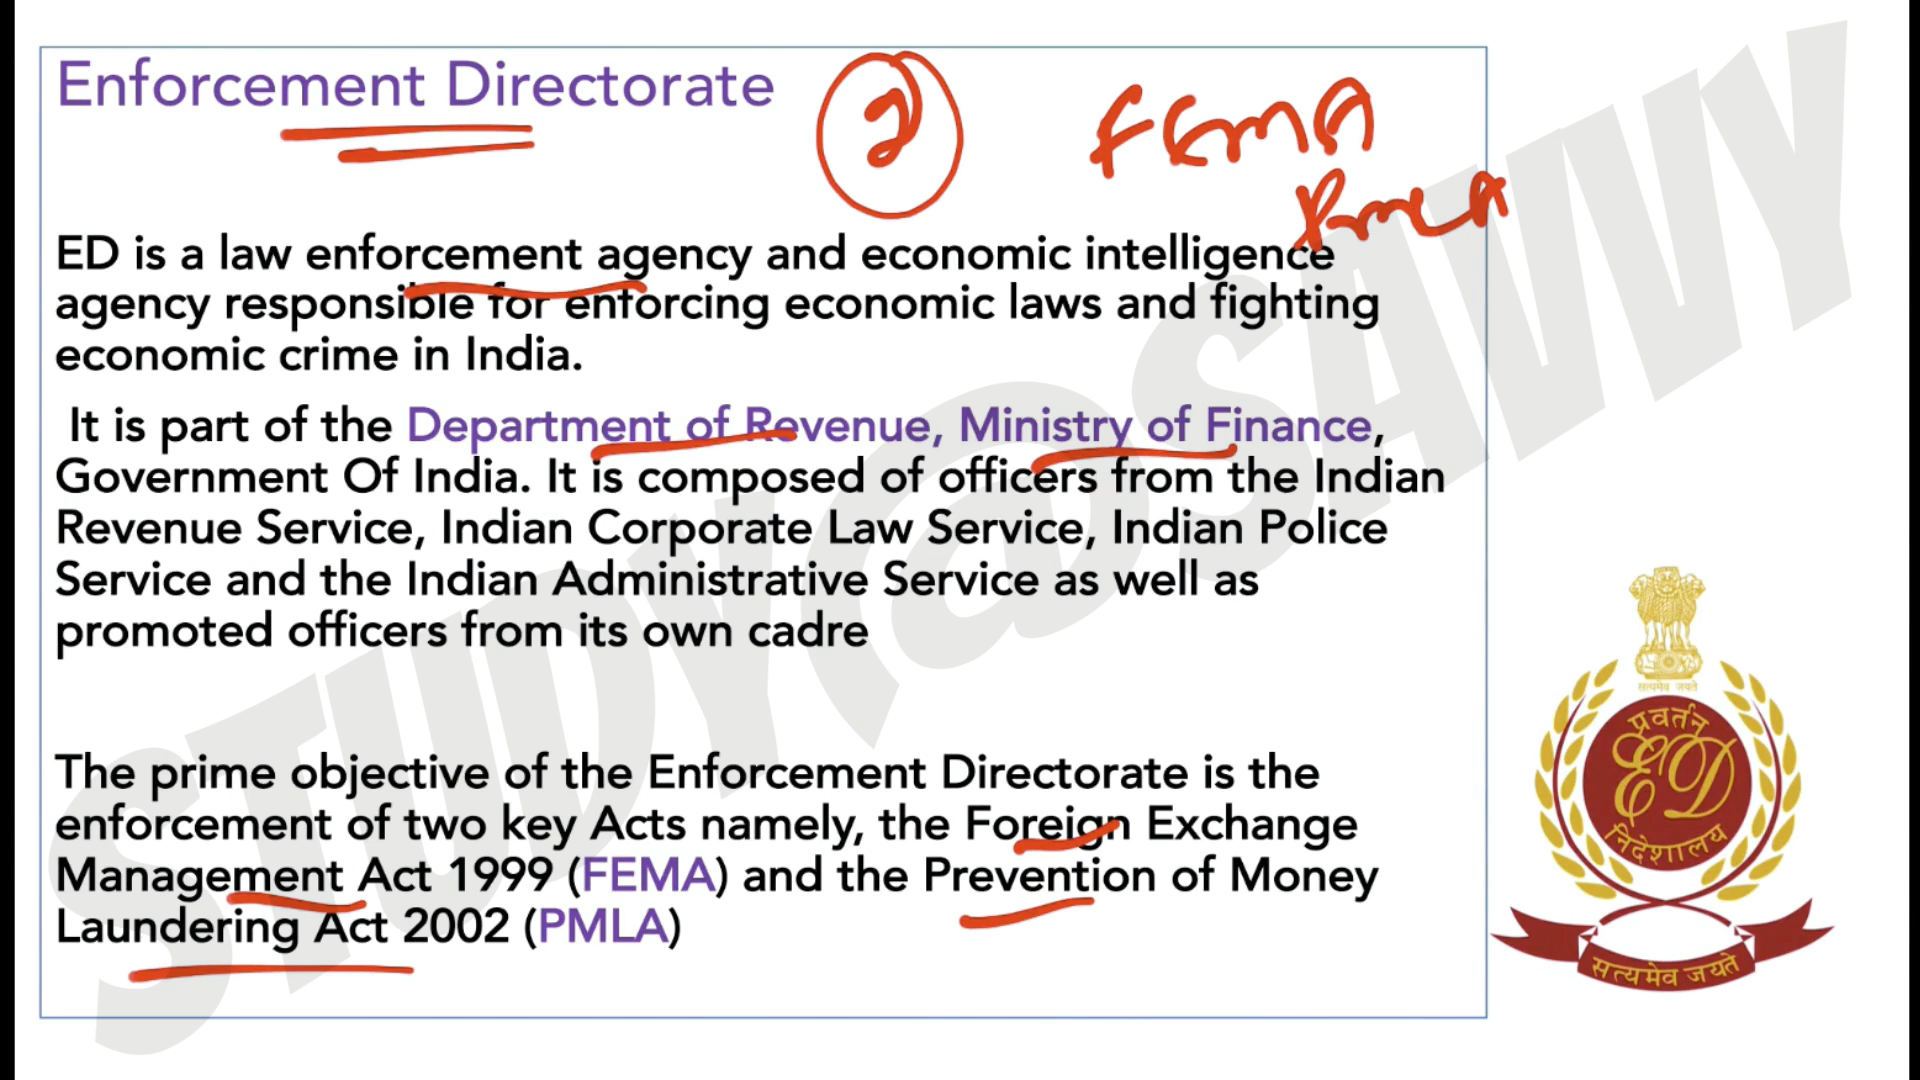 Enforcement Directorate
2
FEMA
PMLA
ED is a law enforcement agency and economic intelligence
agency responsible for enforcing economic laws and fighting
economic crime in India.
It is part of the Department of Revenue, Ministry of Finance,
Government Of India. It is composed of officers from the Indian
Revenue Service, Indian Corporate Law Service, Indian Police
Service and the Indian Administrative Service as well as
promoted officers from its own cadre
The prime objective of the Enforcement Directorate is the
enforcement of two key Acts namely, the Foreign Exchange
Management Act 1999 (FEMA) and the Prevention of Money
Laundering Act 2002 (PMLA)
STUDY@SAVVY
सत्यमेव जयते
प्रवर्तन
ED
निदेशालय
सत्यमेव जयते